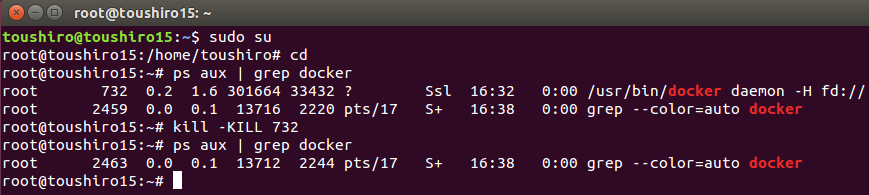 root@toushiro15: ~
toushiro@toushiro15:~$ sudo su
root@toushiro15:/home/toushiro# cd
root@toushiro15:~# ps aux | grep docker
root       732  0.2  1.6 301664 33432 ?        Ssl  16:32   0:00 /usr/bin/docker daemon -H fd://
root      2459  0.0  0.1  13716  2220 pts/17   S+   16:38   0:00 grep --color=auto docker
root@toushiro15:~# kill -KILL 732
root@toushiro15:~# ps aux | grep docker
root      2463  0.0  0.1  13712  2244 pts/17   S+   16:38   0:00 grep --color=auto docker
root@toushiro15:~#